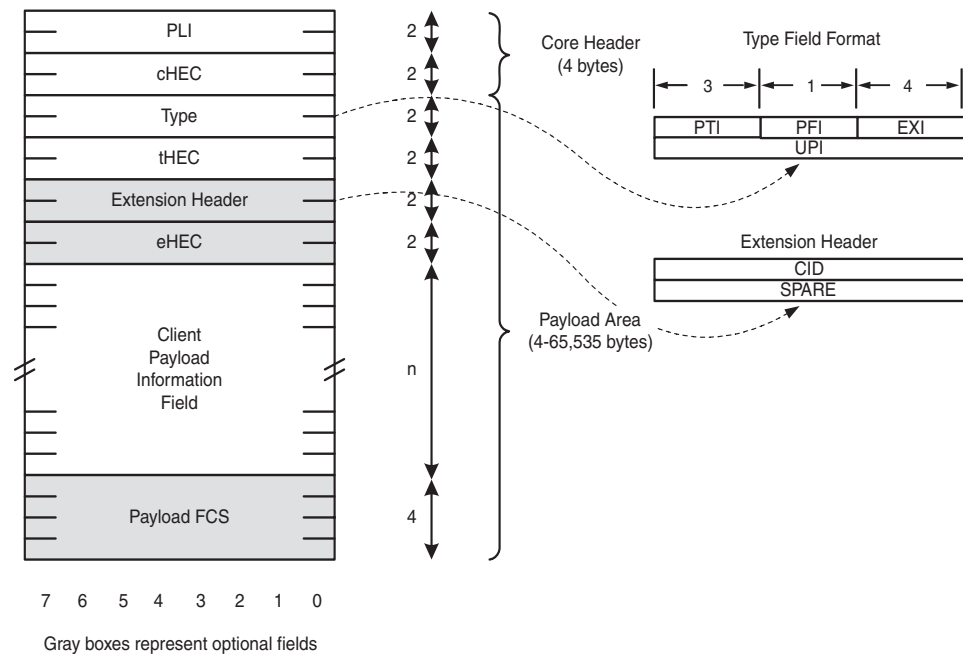 PLI
cHEC
Type
tHEC
Extension Header
eHEC
Client
Payload
Information
Field
Payload FCS
7 6 5 4 3 2 1 0
Gray boxes represent optional fields
2
2
2
2
2
2
n
4
Core Header
(4 bytes)
Payload Area
(4-65,535 bytes)
Type Field Format
3 1 4
PTI PFI EXI
UPI
Extension Header
CID
SPARE